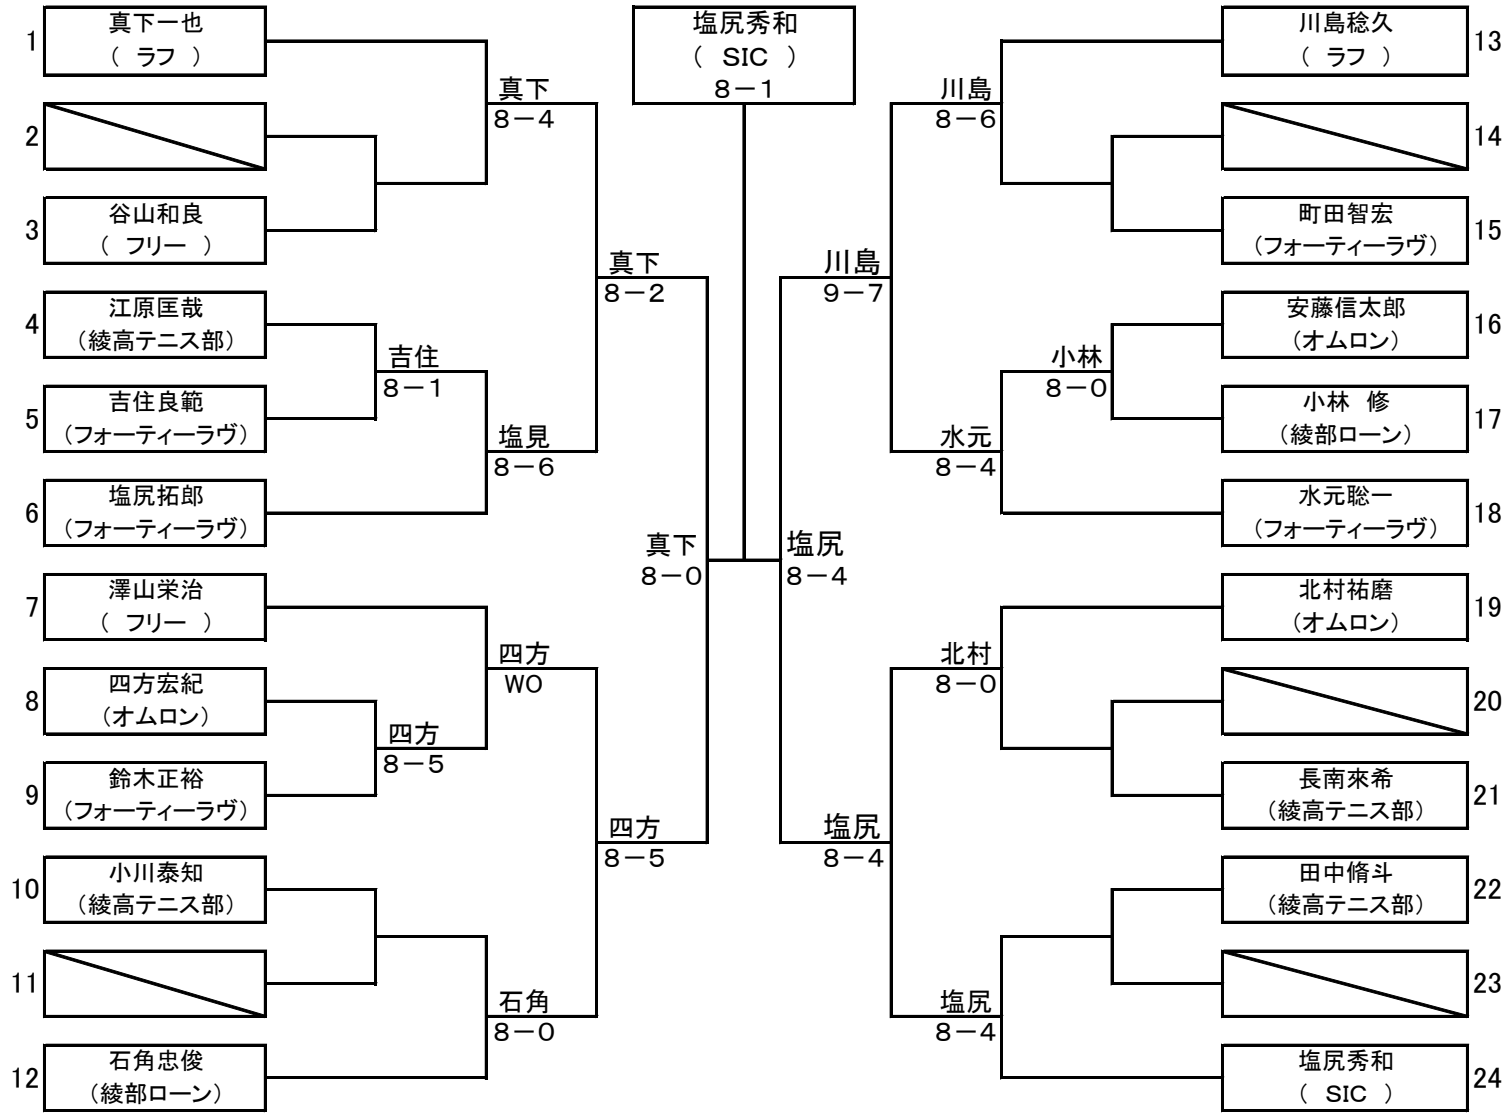 1
真下一也
（　ラフ　）
2
3
谷山和良
（　フリー　）
4
江原匡哉
（綾高テニス部）
5
吉住良範
（フォーティーラヴ）
6
塩尻拓郎
（フォーティーラヴ）
7
澤山栄治
（　フリー　）
8
四方宏紀
（オムロン）
9
鈴木正裕
（フォーティーラヴ）
10
小川泰知
（綾高テニス部）
11
12
石角忠俊
（綾部ローン）
吉住
8－1
四方
8－5
真下
8－4
塩見
8－6
四方
WO
石角
8－0
真下
8－2
四方
8－5
真下
8－0
塩尻秀和
（　SIC　）
8－1
塩尻
8－4
川島
9－7
塩尻
8－4
川島
8－6
水元
8－4
北村
8－0
塩尻
8－4
小林
8－0
川島稔久
（　ラフ　）
13
14
町田智宏
（フォーティーラヴ）
15
安藤信太郎
（オムロン）
16
小林　修
（綾部ローン）
17
水元聡一
（フォーティーラヴ）
18
北村祐磨
（オムロン）
19
20
長南來希
（綾高テニス部）
21
田中脩斗
（綾高テニス部）
22
23
塩尻秀和
（　SIC　）
24